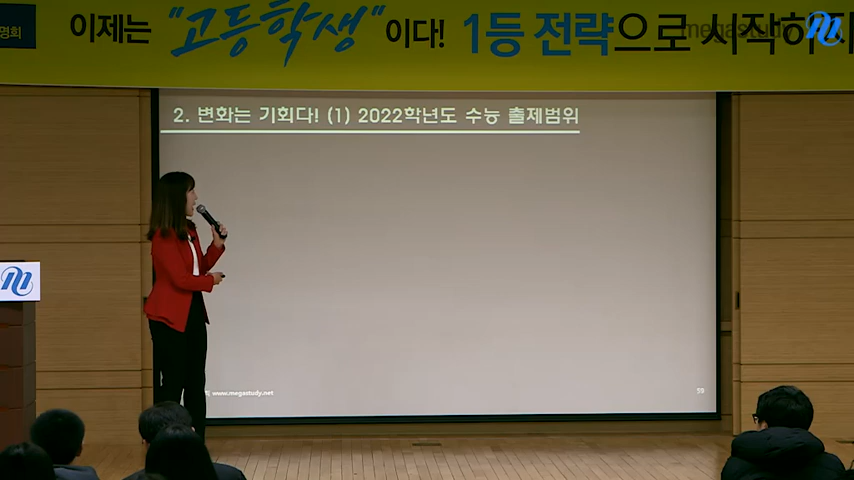 명희 이제는 "고등학생"이다! 1등 전략으로 시작하자
megastudy
2. 변화는 기회다! (1) 2022학년도 수능 출제범위
www.megastudy.net
59